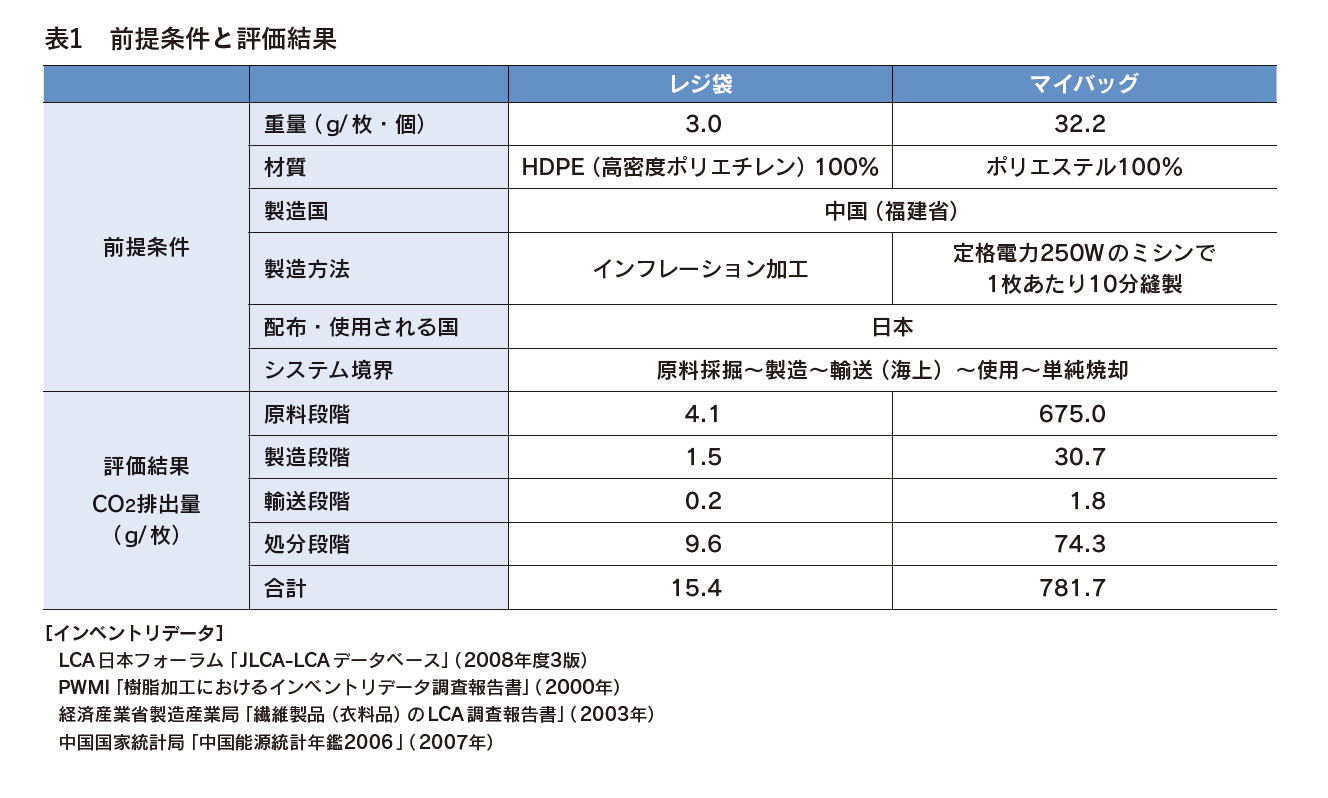 表1　前提条件と評価結果
レジ袋　マイバッグ
前提条件
重量（g/枚・個）　3.0　32.2
材質　HDPE（高密度ポリエチレン）100%　ポリエステル100%
製造国　中国（福建省）
製造方法　インフレーション加工　定格電力250Wのミシンで
1枚あたり10分縫製
配布・使用される国　日本
システム境界　原料採掘〜製造〜輸送（海上）〜使用〜単純焼却
評価結果
CO2排出量
（g/枚）
原料段階　4.1　675.0
製造段階　1.5　30.7
輸送段階　0.2　1.8
処分段階　9.6　74.3
合計　15.4　781.7
［インベントリデータ］
LCA日本フォーラム「JLCA-LCAデータベース」（2008年度3版）
PWMI「樹脂加工におけるインベントリデータ調査報告書」（2000年）
経済産業省製造産業局「繊維製品（衣料品）のLCA調査報告書」（2003年）
中国国家統計局「中国能源統計年鑑2006」（2007年）